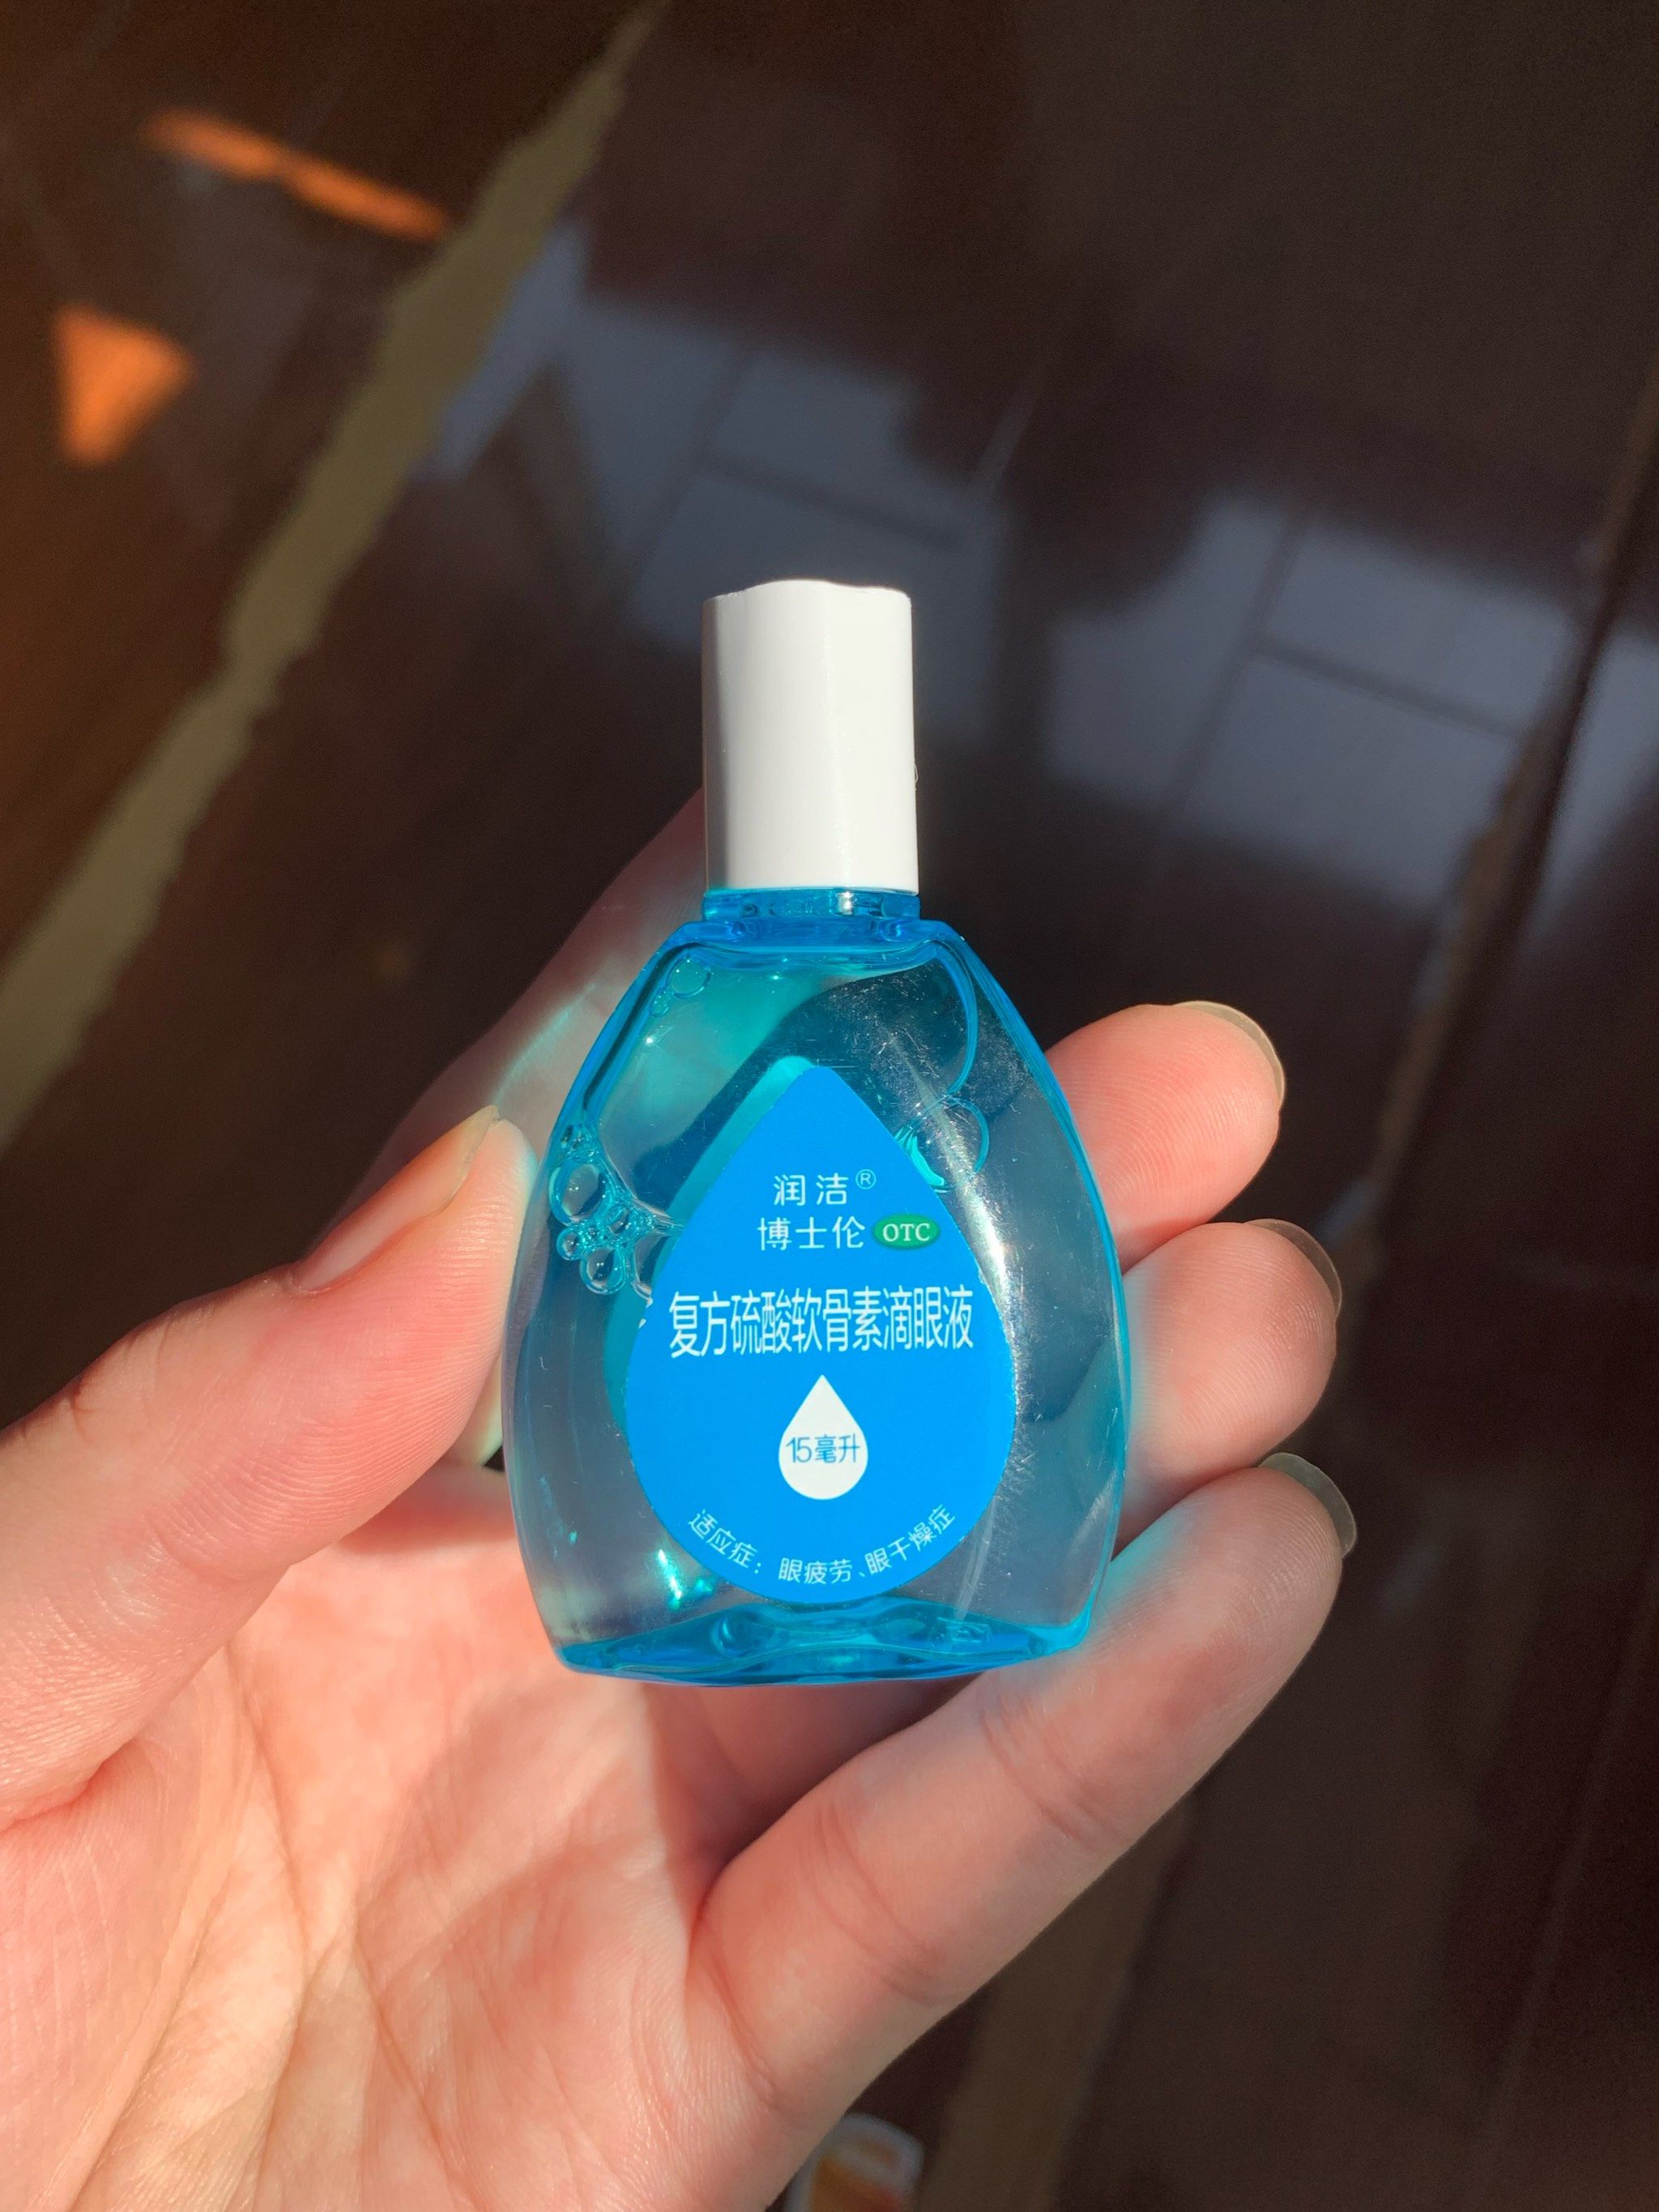 润洁®
博士伦 OTC
复方硫酸软骨素滴眼液
15毫升
适应症：眼疲劳、眼干燥症